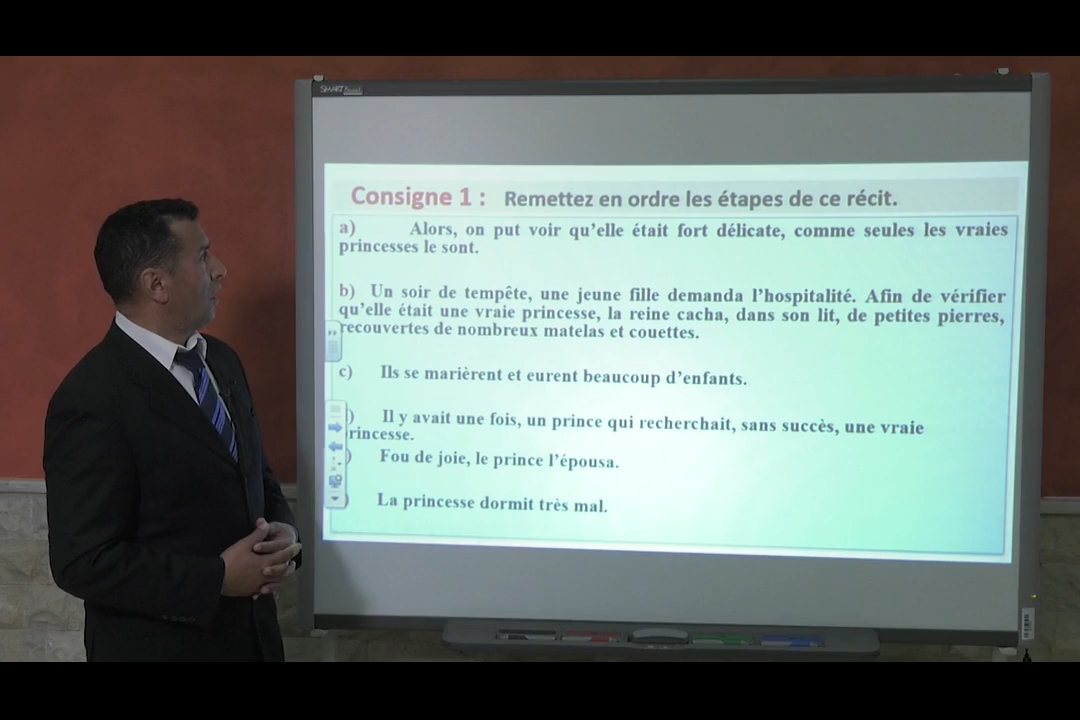 SMART
Consigne 1 : Remettez en ordre les étapes de ce récit.
a) Alors, on put voir qu'elle était fort délicate, comme seules les vraies
princesses le sont.
b) Un soir de tempête, une jeune fille demanda l'hospitalité. Afin de vérifier
qu'elle était une vraie princesse, la reine cacha, dans son lit, de petites pierres,
recouvertes de nombreux matelas et couettes.
c) Ils se marièrent et eurent beaucoup d'enfants.
) Il y avait une fois, un prince qui recherchait, sans succès, une vraie
rincesse.
) Fou de joie, le prince l'épousa.
) La princesse dormit très mal.